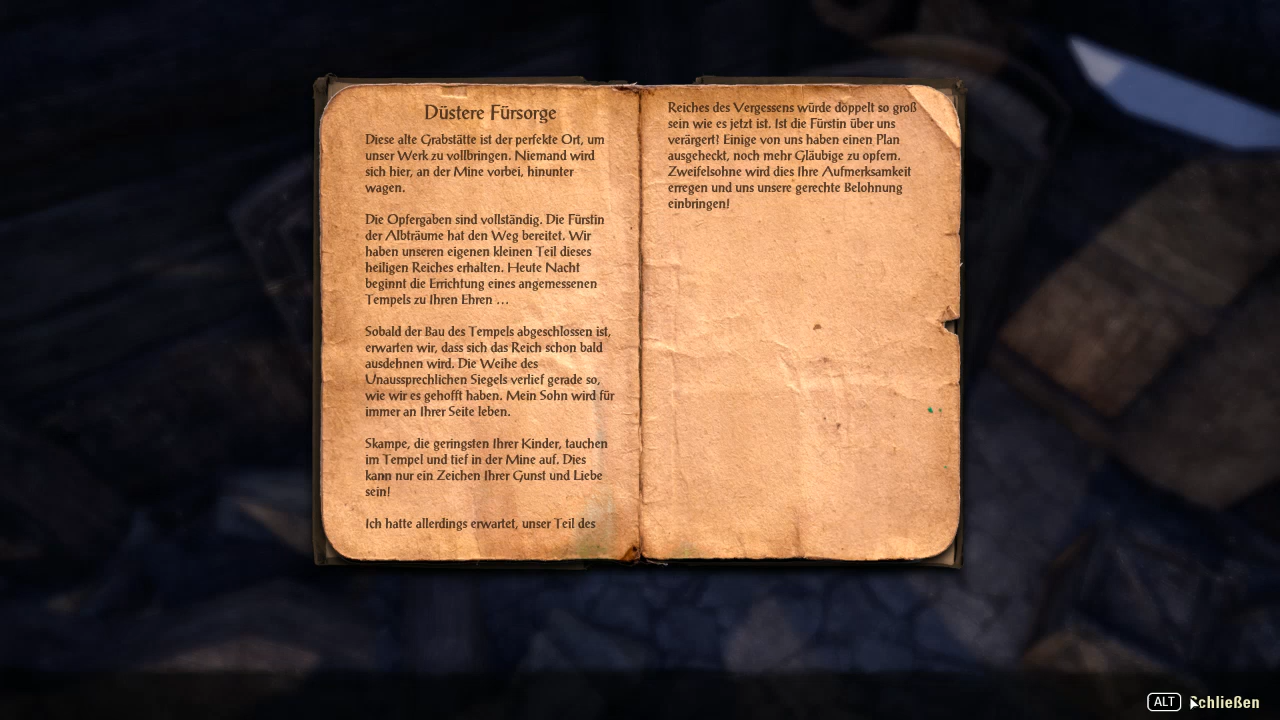 Düstere Fürsorge
Diese alte Grabstätte ist der perfekte Ort, um
unser Werk zu vollbringen. Niemand wird
sich hier, an der Mine vorbei, hinunter
wagen.
Die Opfergaben sind vollständig. Die Fürstin
der Albträume hat den Weg bereitet. Wir
haben unseren eigenen kleinen Teil dieses
heiligen Reiches erhalten. Heute Nacht
beginnt die Errichtung eines angemessenen
Tempels zu Ihren Ehren …
Sobald der Bau des Tempels abgeschlossen ist,
erwarten wir, dass sich das Reich schon bald
ausdehnen wird. Die Weihe des
Unaussprechlichen Siegels verlief gerade so,
wie wir es gehofft haben. Mein Sohn wird für
immer an Ihrer Seite leben.
Skampe, die geringsten Ihrer Kinder, tauchen
im Tempel und tief in der Mine auf. Dies
kann nur ein Zeichen Ihrer Gunst und Liebe
sein!
Ich hatte allerdings erwartet, unser Teil des
Reiches des Vergessens würde doppelt so groß
sein wie es jetzt ist. Ist die Fürstin über uns
verärgert? Einige von uns haben einen Plan
ausgeheckt, noch mehr Gläubige zu opfern.
Zweifelsohne wird dies Ihre Aufmerksamkeit
erregen und uns unsere gerechte Belohnung
einbringen!
ALT Schließen